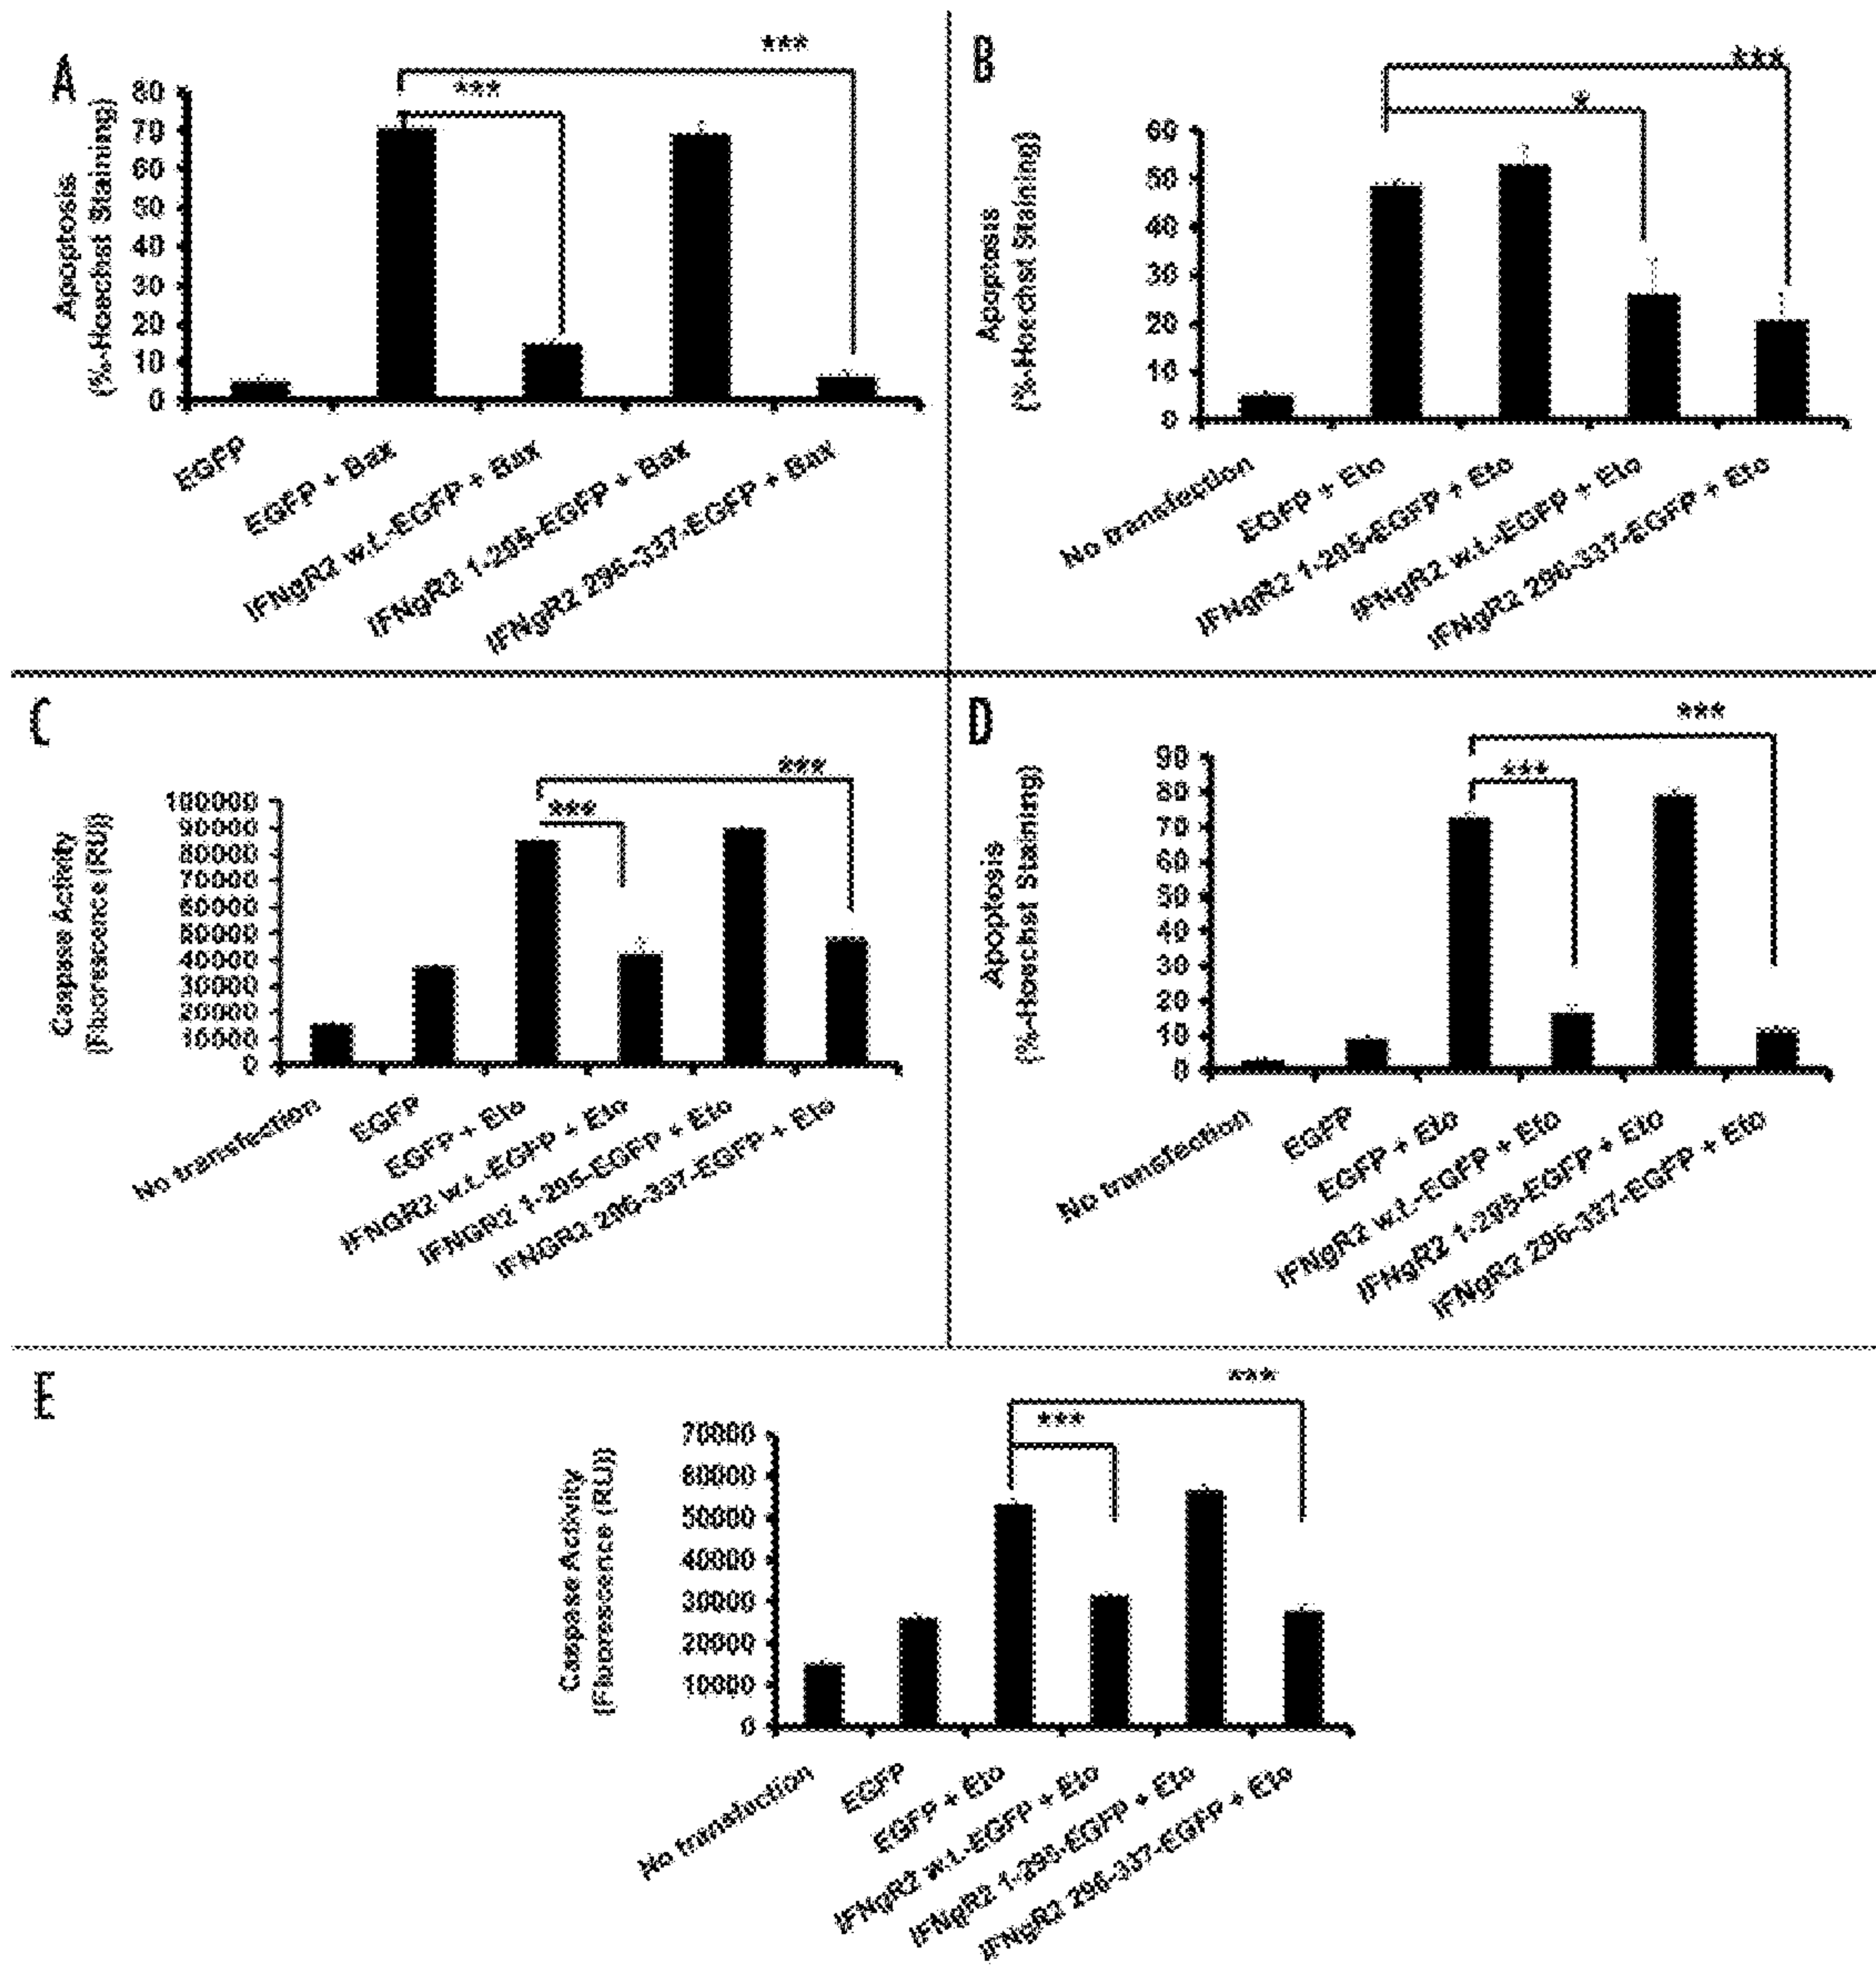 A
***
***
Apoptosis
(%-Hoechst Staining)
80
70
60
50
40
30
20
10
0
EGFP
EGFP + Bax
IFNgR2 w.t.-EGFP + Bax
IFNgR2 1-295-EGFP + Bax
IFNgR2 296-337-EGFP + Bax
B
***
*
Apoptosis
(%-Hoechst Staining)
60
50
40
30
20
10
0
No transfection
EGFP + Eto
IFNgR2 1-295-EGFP + Eto
IFNgR2 w.t.-EGFP + Eto
IFNgR2 296-337-EGFP + Eto
C
***
***
Caspase Activity
(Fluorescence (RU))
100000
90000
80000
70000
60000
50000
40000
30000
20000
10000
0
No transfection
EGFP
EGFP + Eto
IFNGR2 w.t.-EGFP + Eto
IFNGR2 1-295-EGFP + Eto
IFNGR2 296-337-EGFP + Eto
D
***
***
Apoptosis
(%-Hoechst Staining)
90
80
70
60
50
40
30
20
10
0
No transfection
EGFP
EGFP + Eto
IFNgR2 w.t.-EGFP + Eto
IFNgR2 1-295-EGFP + Eto
IFNgR2 296-337-EGFP + Eto
E
***
***
Caspase Activity
(Fluorescence (RU))
70000
60000
50000
40000
30000
20000
10000
0
No transfection
EGFP
EGFP + Eto
IFNgR2 w.t.-EGFP + Eto
IFNgR2 1-295-EGFP + Eto
IFNgR2 296-337-EGFP + Eto